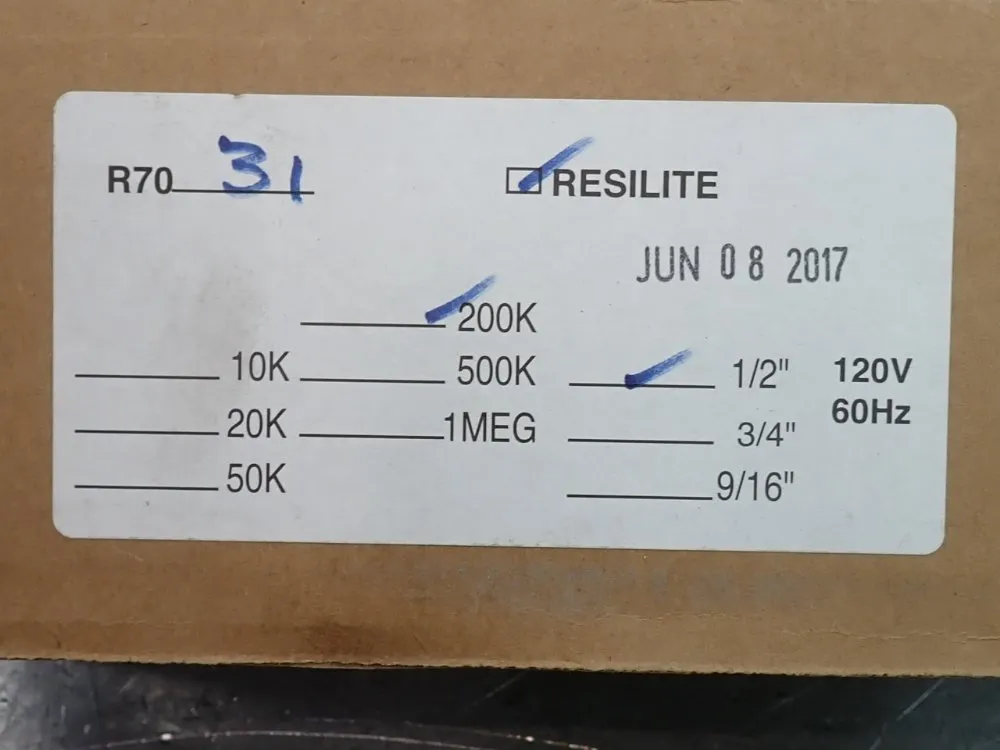 R70 31 RESILITE
JUN 08 2017
200K
10K 500K 1/2" 120V
60Hz
20K 1MEG 3/4"
50K 9/16"